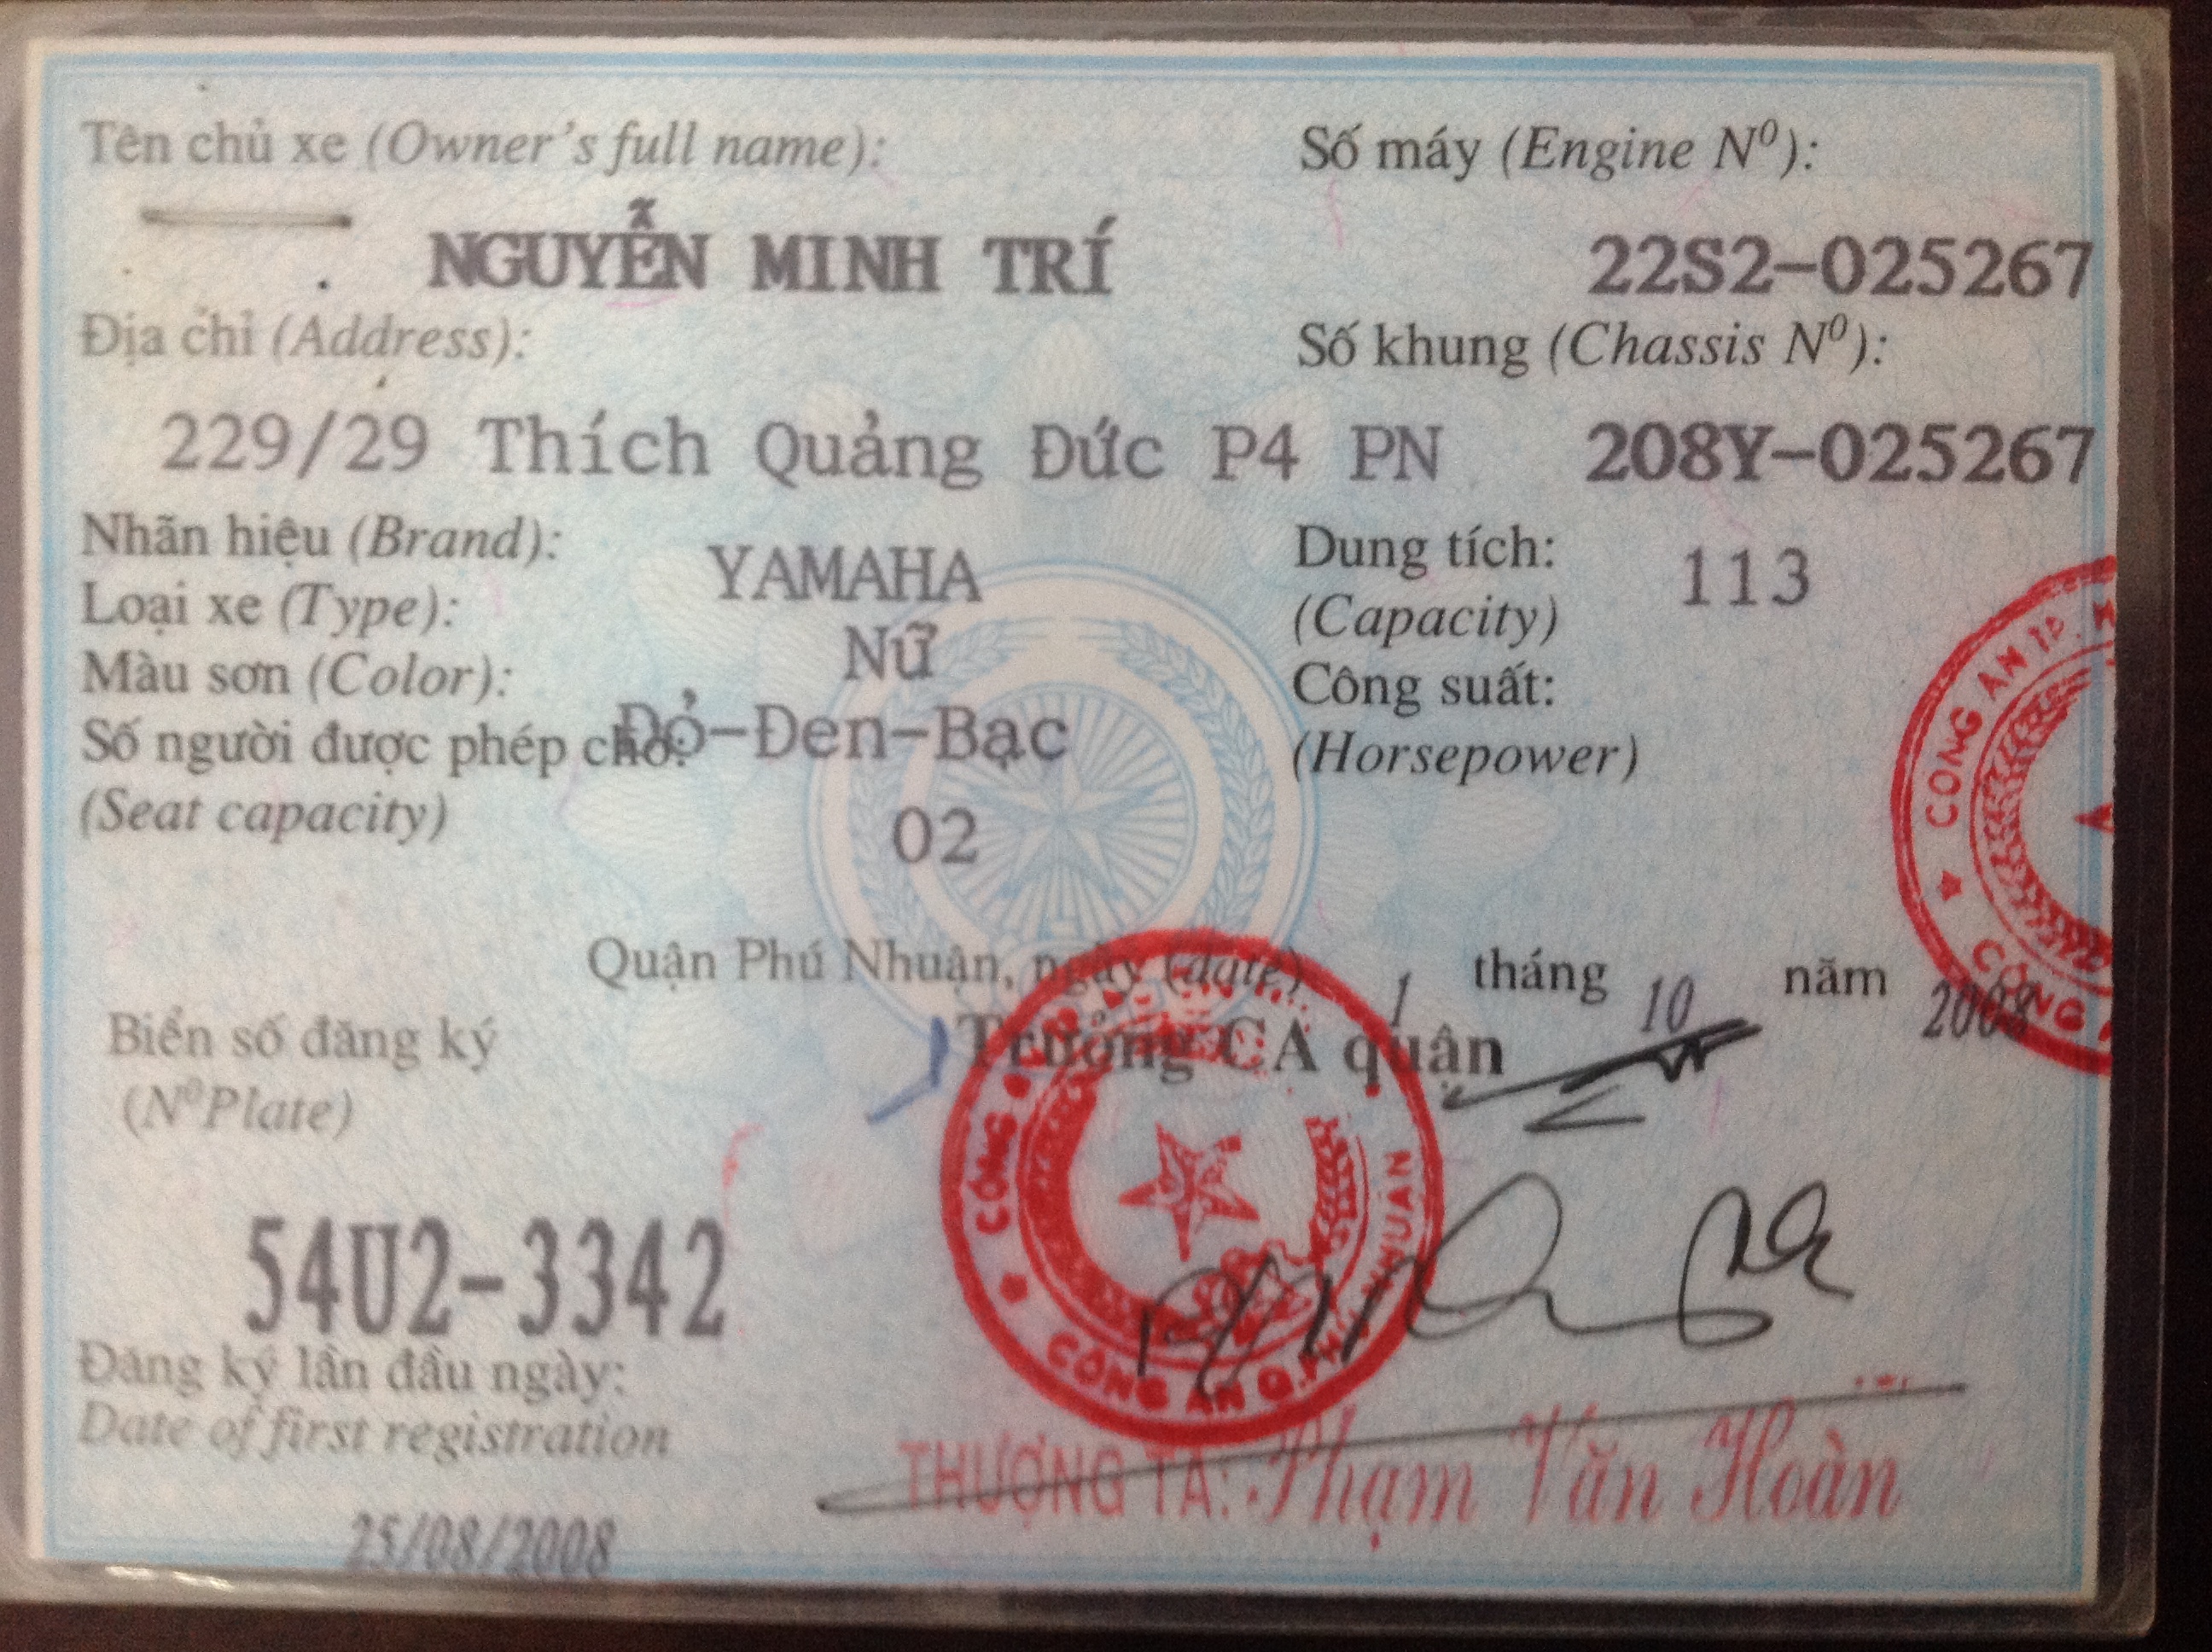 Tên chủ xe (Owner's full name):
NGUYỄN MINH TRÍ
Địa chỉ (Address):
229/29 Thích Quảng Đức P4 PN
Nhãn hiệu (Brand): YAMAHA
Loại xe (Type): Nữ
Màu sơn (Color): Đỏ-Đen-Bạc
Số người được phép chở:
(Seat capacity) 02
Số máy (Engine Nº):
22S2-025267
Số khung (Chassis Nº):
208Y-025267
Dung tích: 113
(Capacity)
Công suất:
(Horsepower)
CÔNG AN TP.
CÔNG
Quận Phú Nhuận, ngày (date) 1 tháng 10 năm 2008
Trưởng CA quận
Biển số đăng ký
(NºPlate)
54U2-3342
Đăng ký lần đầu ngày:
Date of first registration
25/08/2008
CÔNG
CÔNG AN Q.PHÚ NHUẬN
THƯỢNG TÁ: Phạm Văn Hoàn